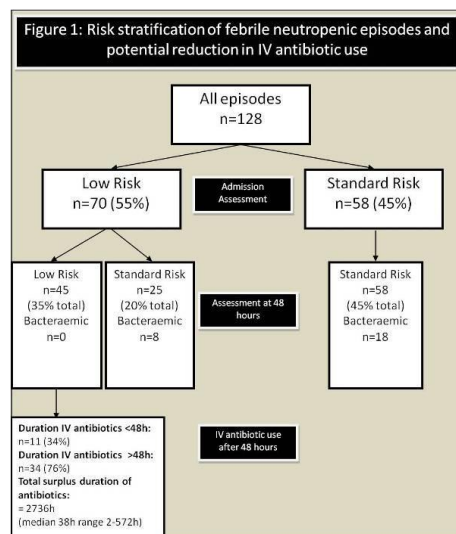 Figure 1: Risk stratification of febrile neutropenic episodes and
potential reduction in IV antibiotic use
All episodes
n=128
Low Risk
n=70 (55%)
Admission
Assessment
Standard Risk
n=58 (45%)
Low Risk
n=45
(35% total)
Bacteraemic
n=0
Standard Risk
n=25
(20% total)
Bacteraemic
n=8
Assessment at 48
hours
Standard Risk
n=58
(45% total)
Bacteraemic
n=18
Duration IV antibiotics <48h:
n=11 (34%)
Duration IV antibiotics >48h:
n=34 (76%)
Total surplus duration of
antibiotics:
= 2736h
(median 38h range 2-572h)
IV antibiotic use
after 48 hours